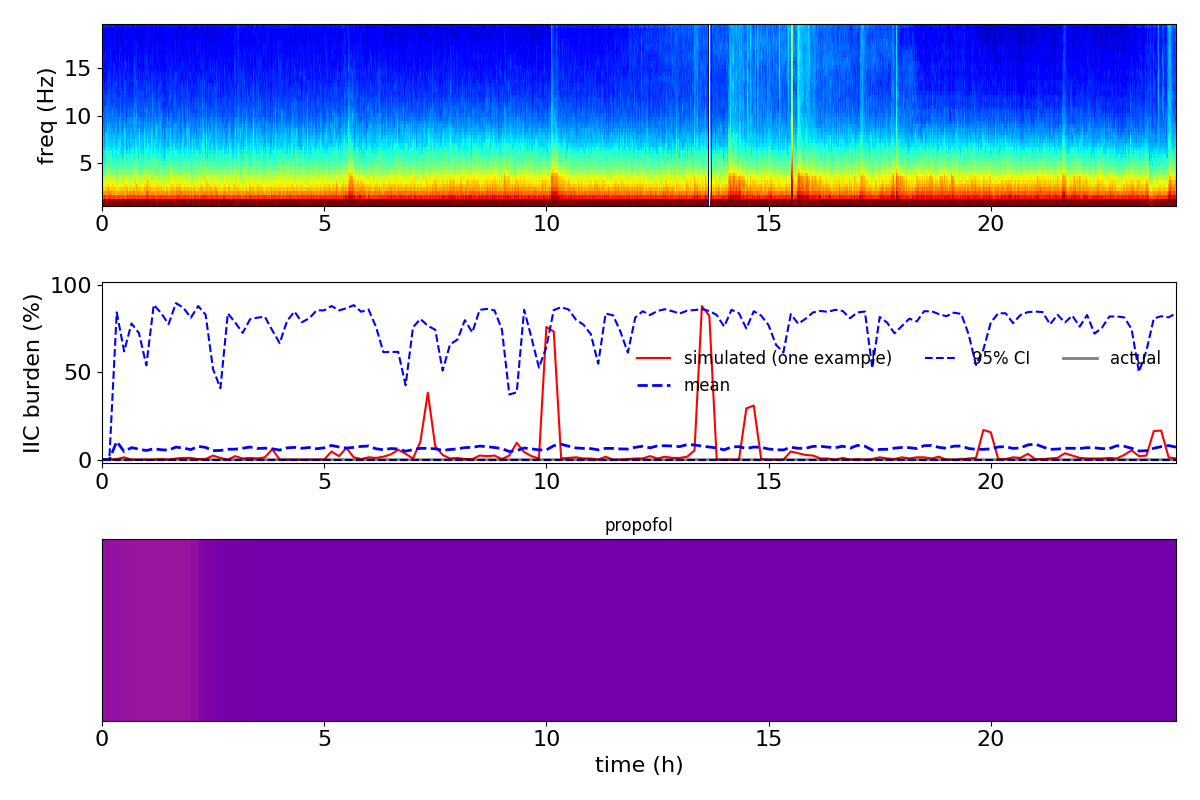 15
10
5
freq (Hz)
0 5 10 15 20
100
50
0
IIC burden (%)
simulated (one example) 95% CI actual
mean
0 5 10 15 20
propofol
0 5 10 15 20
time (h)